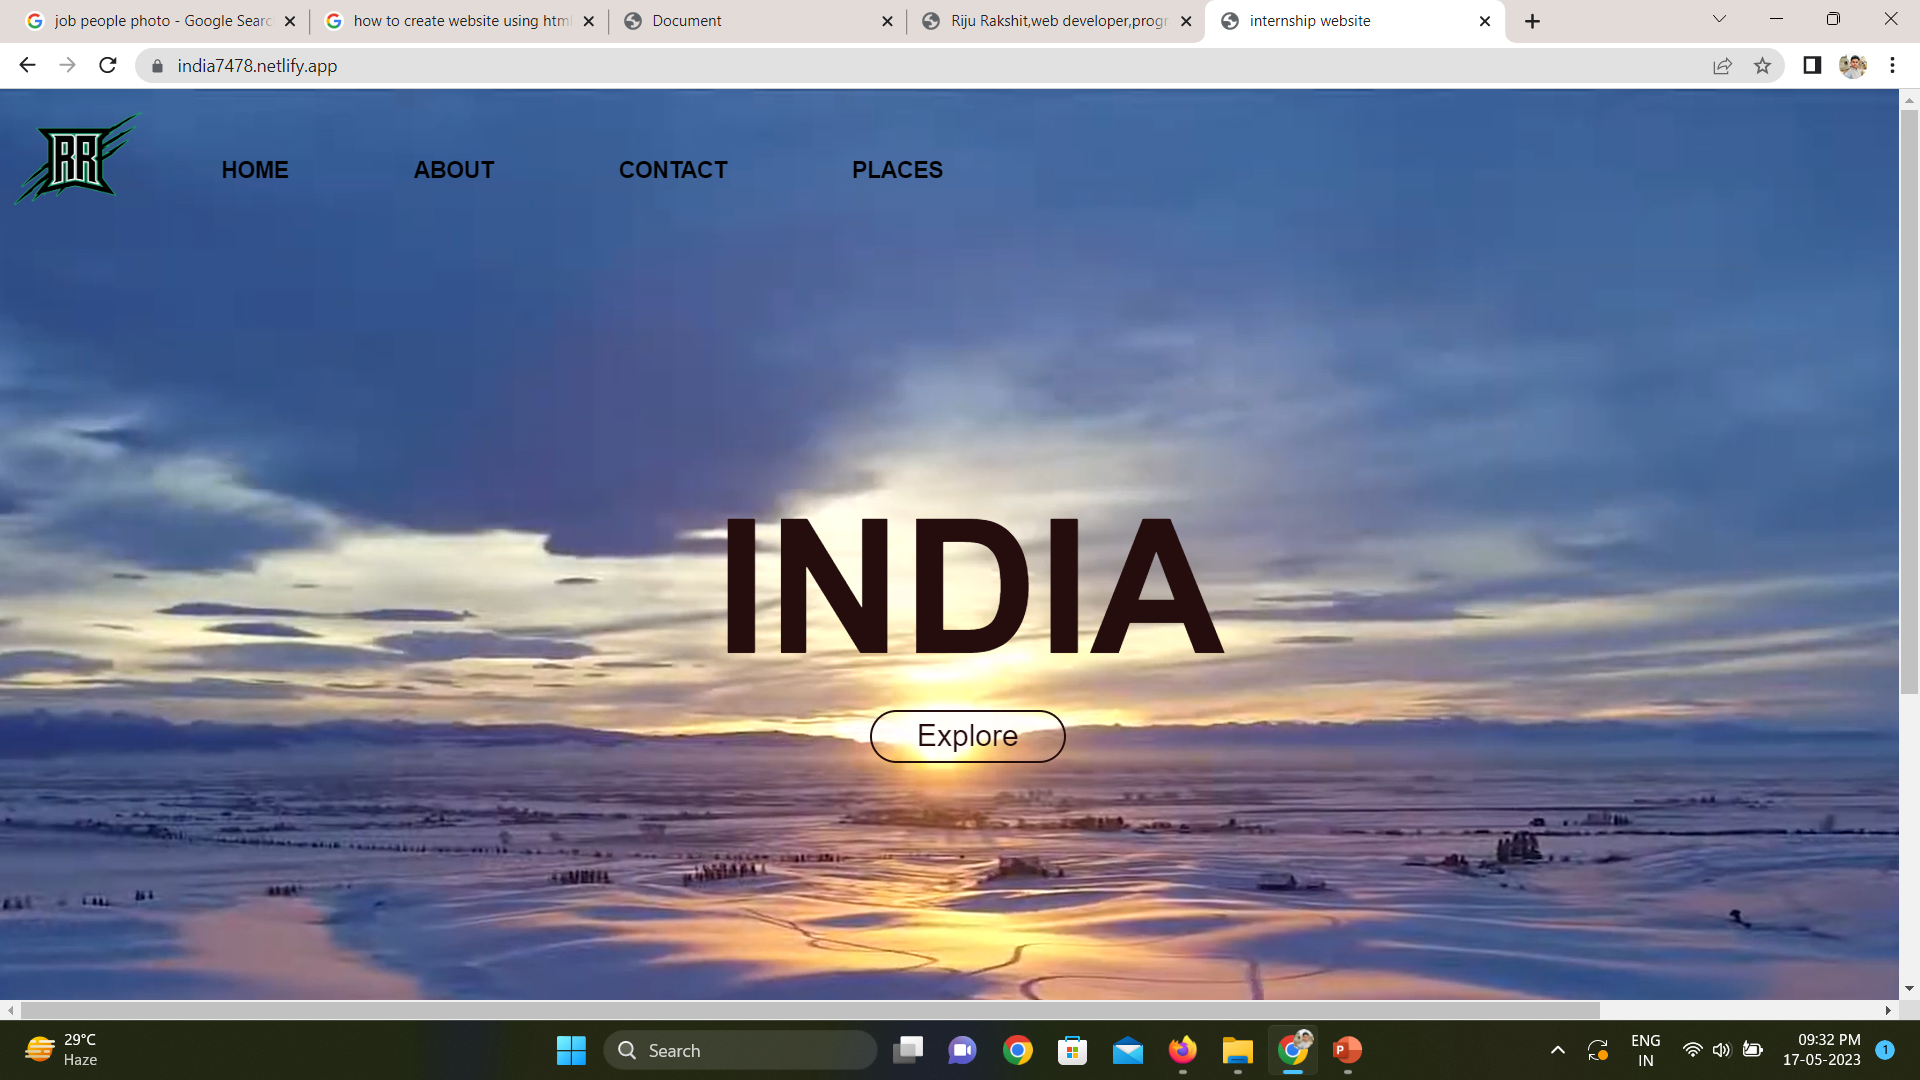 job people photo - Google Searc
how to create website using htm
Document
Riju Rakshit,web developer,progr
internship website
india7478.netlify.app
RR
HOME ABOUT CONTACT PLACES
INDIA
Explore
29°C
Haze
Search
P
ENG
IN
09:32 PM
17-05-2023
1